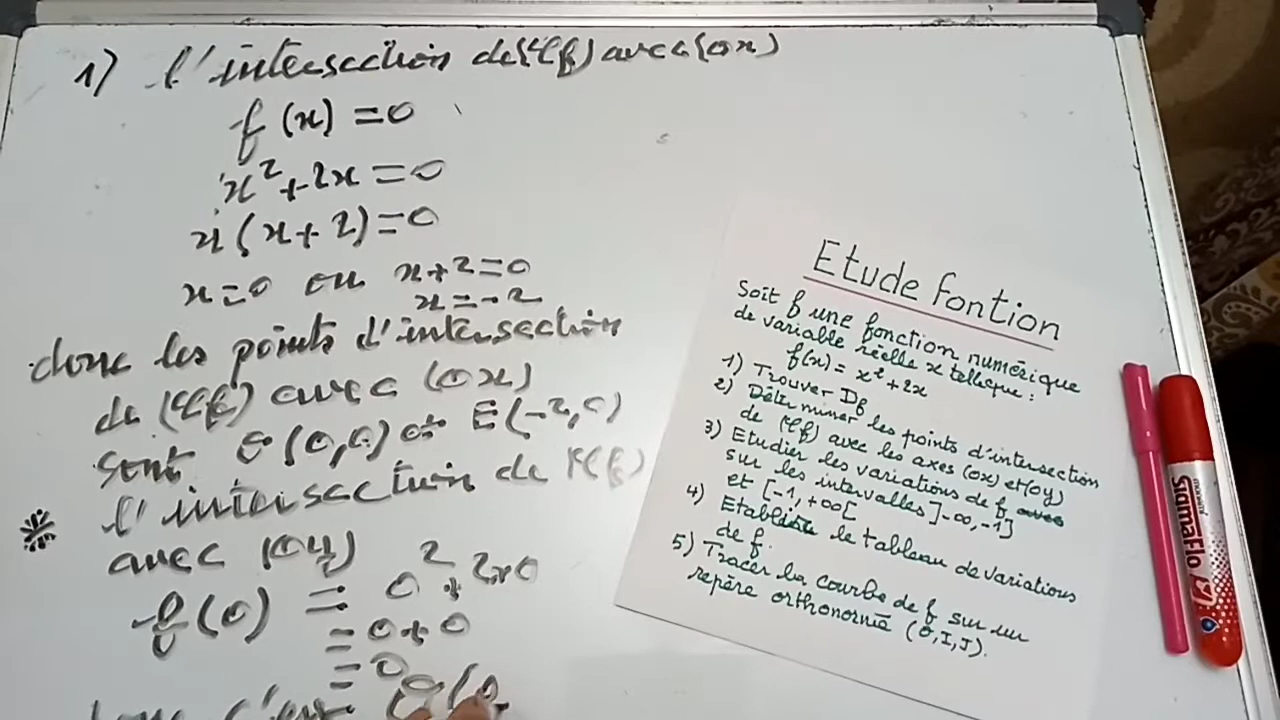 1) l'intersection de (Cf) avec (ox)
f(x) = 0
x² + 2x = 0
x(x+2) = 0
x = 0 ou x+2 = 0
x = -2
donc les points d'intersection
de (Cf) avec (ox)
sont (0,0) et E(-2,0)
* l'intersection de (Cf)
avec (oy)
f(0) = 0² + 2×0
= 0 + 0
= 0
donc c'est
Etude fontion
Soit f une fonction numérique
de variable réelle x telleque :
f(x) = x² + 2x
1) Trouver Df
2) Déterminer les points d'intersection
de (Cf) avec les axes (ox) et (oy)
3) Etudier les variations de f
sur les intervalles ]-∞, -1]
et [-1, +∞[
4) Etablire le tableau de variations
de f.
5) Tracer la courbe de f sur un
repère orthonormé (O, I, J).
StamaFlo